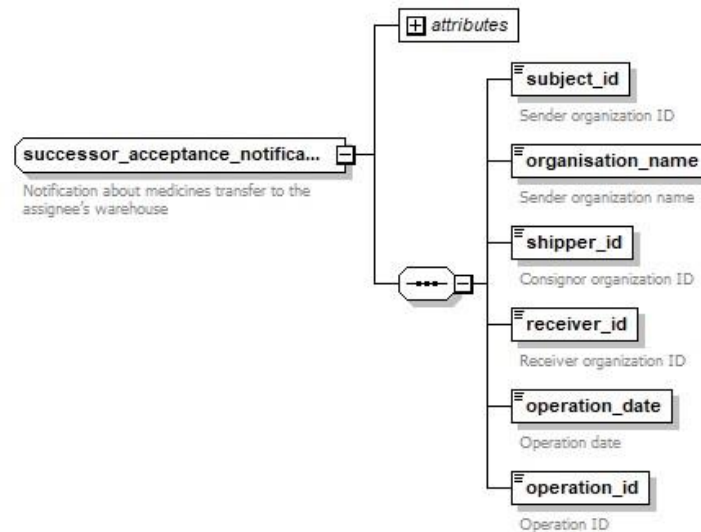 attributes
subject_id
Sender organization ID
successor_acceptance_notifica...
Notification about medicines transfer to the
assignee's warehouse
organisation_name
Sender organization name
shipper_id
Consignor organization ID
receiver_id
Receiver organization ID
operation_date
Operation date
operation_id
Operation ID